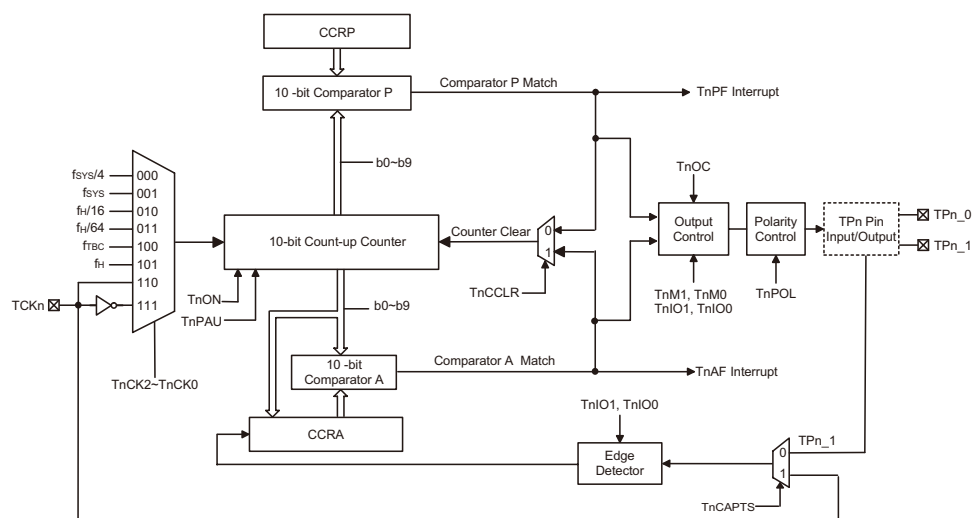 CCRP
10 -bit Comparator P
Comparator P Match
TnPF Interrupt
b0~b9
fSYS/4
000
fSYS
001
fH/16
010
fH/64
011
fTBC
100
fH
101
110
111
TCKn
TnCK2~TnCK0
10-bit Count-up Counter
TnON
TnPAU
Counter Clear
0
1
TnCCLR
TnOC
Output
Control
TnM1, TnM0
TnIO1, TnIO0
Polarity
Control
TnPOL
TPn Pin
Input/Output
TPn_0
TPn_1
b0~b9
10 -bit
Comparator A
Comparator A Match
TnAF Interrupt
CCRA
TnIO1, TnIO0
Edge
Detector
TPn_1
0
1
TnCAPTS